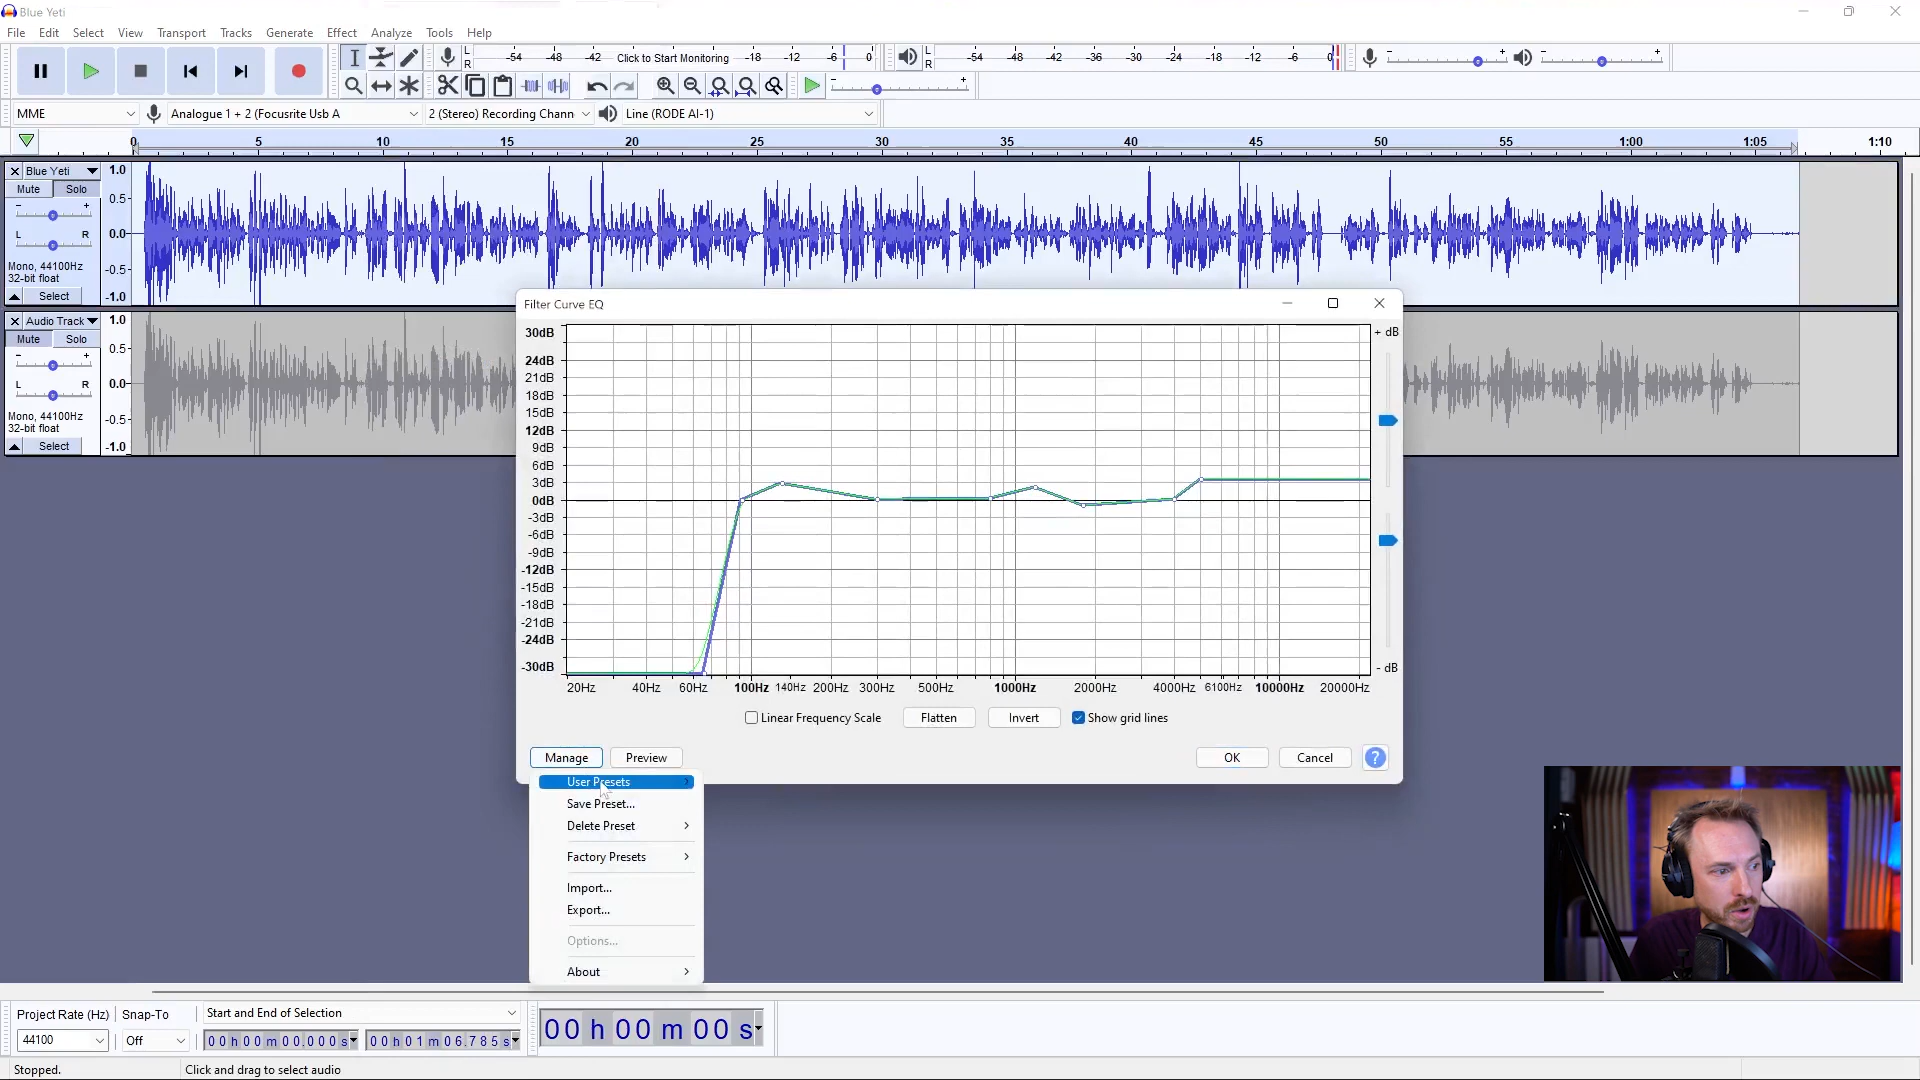 Blue Yeti
File Edit Select View Transport Tracks Generate Effect Analyze Tools Help
L R -54 -48 -42 Click to Start Monitoring -18 -12 -6 0
L R -54 -48 -42 -36 -30 -24 -18 -12 -6 0
- + - +
- +
MME Analogue 1 + 2 (Focusrite Usb A 2 (Stereo) Recording Chann Line (RODE AI-1)
0 5 10 15 20 25 30 35 40 45 50 55 1:00 1:05 1:10
Blue Yeti 1.0
Mute Solo
0.5
- +
L R
0.0
Mono, 44100Hz
32-bit float
-0.5
Select -1.0
Audio Track 1.0
Mute Solo
0.5
- +
L R
0.0
Mono, 44100Hz
32-bit float
-0.5
Select -1.0
Filter Curve EQ
30dB
24dB
21dB
18dB
15dB
12dB
9dB
6dB
3dB
0dB
-3dB
-6dB
-9dB
-12dB
-15dB
-18dB
-21dB
-24dB
-30dB
+ dB
- dB
20Hz 40Hz 60Hz 100Hz 140Hz 200Hz 300Hz 500Hz 1000Hz 2000Hz 4000Hz 6100Hz 10000Hz 20000Hz
Linear Frequency Scale Flatten Invert Show grid lines
Manage Preview OK Cancel ?
User Presets
Save Preset...
Delete Preset
Factory Presets
Import...
Export...
Options...
About
Project Rate (Hz) Snap-To Start and End of Selection
44100 Off 00h00m00.000s 00h01m06.785s
00 h 00 m 00 s
Stopped. Click and drag to select audio